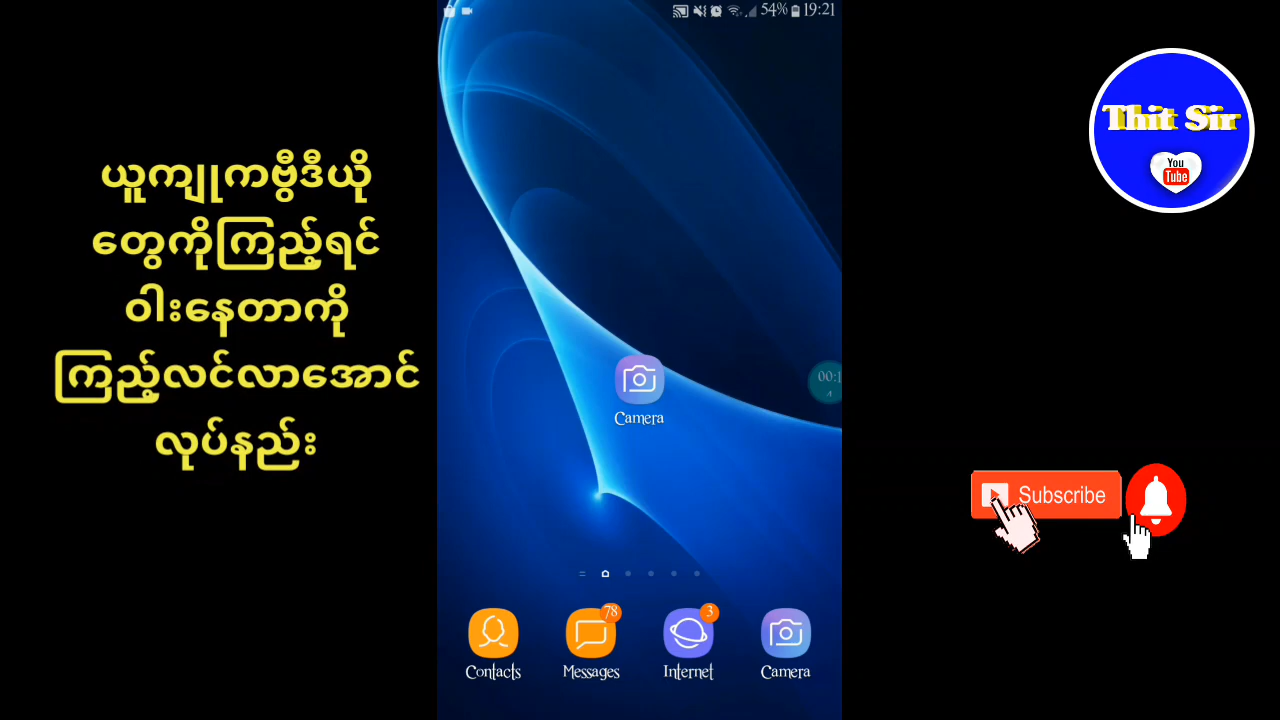 54% 19:21
Thit Sir
You
Tube
ယူကျုကဗွီဒီယို
တွေကိုကြည့်ရင်
ဝါးနေတာကို
ကြည့်လင်လာအောင်
လုပ်နည်း
Camera
Subscribe
78
3
Contacts
Messages
Internet
Camera